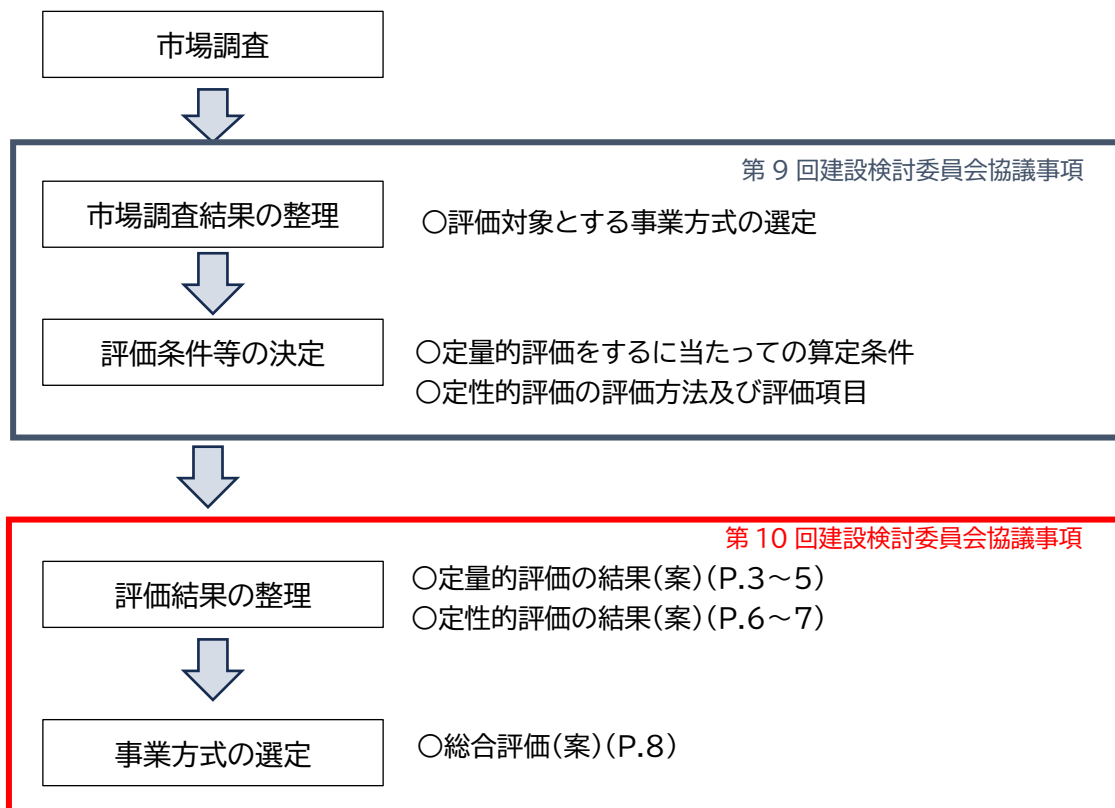 市場調査
第9回建設検討委員会協議事項
市場調査結果の整理
〇評価対象とする事業方式の選定
評価条件等の決定
〇定量的評価をするに当たっての算定条件
〇定性的評価の評価方法及び評価項目
第10回建設検討委員会協議事項
評価結果の整理
〇定量的評価の結果(案)(P.3～5)
〇定性的評価の結果(案)(P.6～7)
事業方式の選定
〇総合評価(案)(P.8)